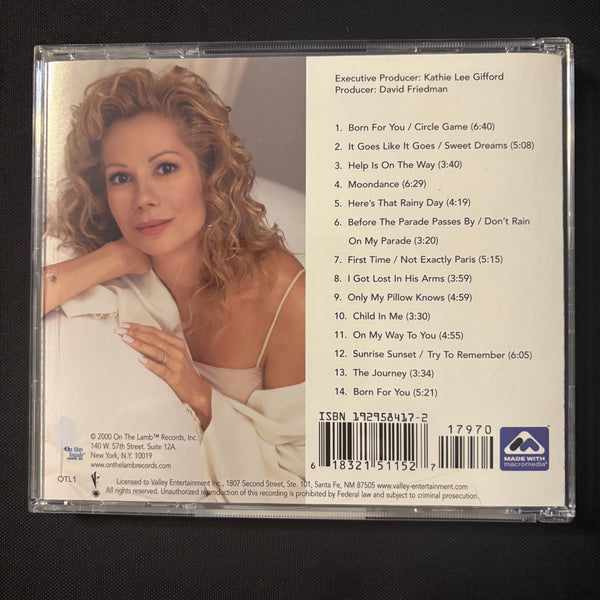 Executive Producer: Kathie Lee Gifford
Producer: David Friedman
1. Born For You / Circle Game (6:40)
2. It Goes Like It Goes / Sweet Dreams (5:08)
3. Help Is On The Way (3:40)
4. Moondance (6:29)
5. Here's That Rainy Day (4:19)
6. Before The Parade Passes By / Don't Rain
On My Parade (3:20)
7. First Time / Not Exactly Paris (5:15)
8. I Got Lost In His Arms (3:59)
9. Only My Pillow Knows (4:59)
10. Child In Me (3:30)
11. On My Way To You (4:55)
12. Sunrise Sunset / Try To Remember (6:05)
13. The Journey (3:34)
14. Born For You (5:21)
ISBN 192958417-2
17970
6 18321 51152 7
MADE WITH
macromedia®
On the
lamb
© 2000 On The Lamb™ Records, Inc.
140 W. 57th Street, Suite 12A.
New York, N.Y. 10019
www.onthelambrecords.com
OTL1
Licensed to Valley Entertainment Inc., 1807 Second Street, Ste. 101, Santa Fe, NM 87505 www.valley-entertainment.com
All rights reserved. Unauthorized reproduction of this recording is prohibited by Federal law and subject to criminal prosecution.